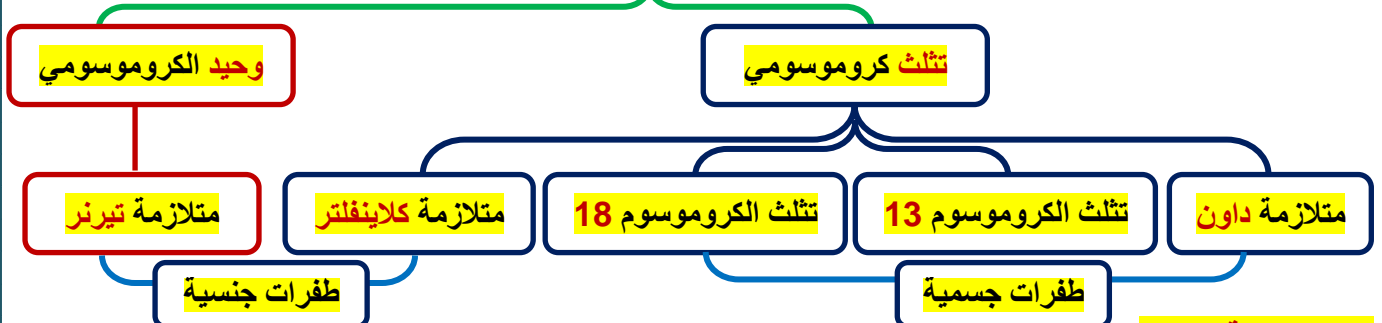 تثلث كروموسومي
وحيد الكروموسومي
متلازمة داون
تثلث الكروموسوم 13
تثلث الكروموسوم 18
متلازمة كلاينفلتر
متلازمة تيرنر
طفرات جسمية
طفرات جنسية